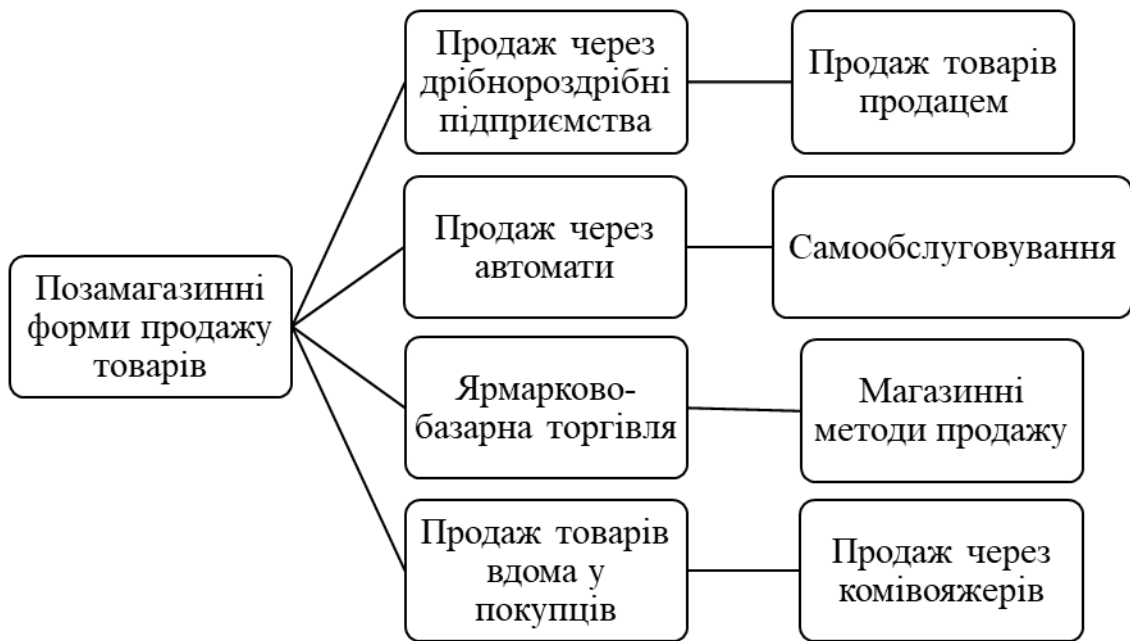 Продаж через
дрібнороздрібні
підприємства
Продаж товарів
продацем
Продаж через
автомати
Самообслуговування
Позамагазинні
форми продажу
товарів
Ярмарково-
базарна торгівля
Магазинні
методи продажу
Продаж товарів
вдома у
покупців
Продаж через
комівояжерів